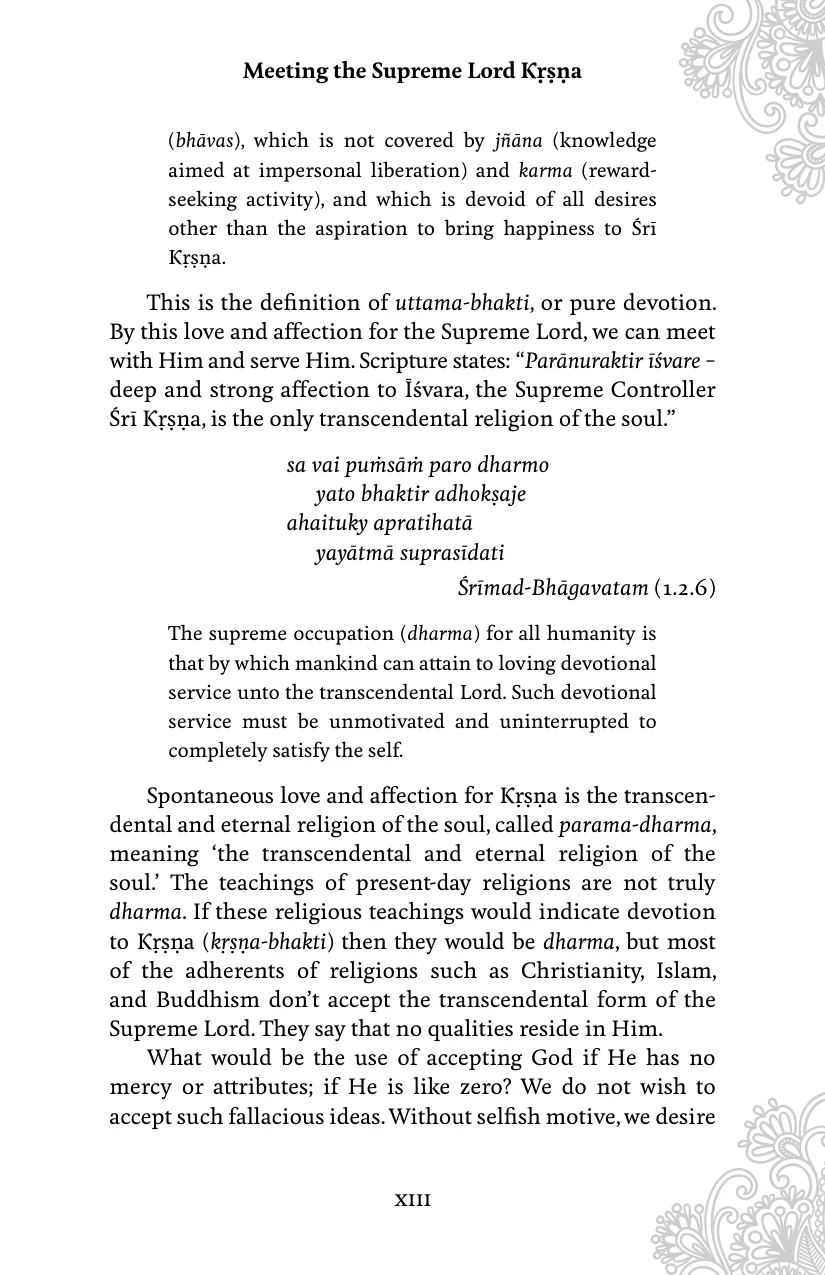 Meeting the Supreme Lord Kṛṣṇa
(bhāvas), which is not covered by jñāna (knowledge
aimed at impersonal liberation) and karma (reward-
seeking activity), and which is devoid of all desires
other than the aspiration to bring happiness to Śrī
Kṛṣṇa.
This is the definition of uttama-bhakti, or pure devotion.
By this love and affection for the Supreme Lord, we can meet
with Him and serve Him. Scripture states: “Parānuraktir īśvare –
deep and strong affection to Īśvara, the Supreme Controller
Śrī Kṛṣṇa, is the only transcendental religion of the soul.”
sa vai puṁsāṁ paro dharmo
yato bhaktir adhokṣaje
ahaituky apratihatā
yayātmā suprasīdati
Śrīmad-Bhāgavatam (1.2.6)
The supreme occupation (dharma) for all humanity is
that by which mankind can attain to loving devotional
service unto the transcendental Lord. Such devotional
service must be unmotivated and uninterrupted to
completely satisfy the self.
Spontaneous love and affection for Kṛṣṇa is the transcen-
dental and eternal religion of the soul, called parama-dharma,
meaning ‘the transcendental and eternal religion of the
soul.’ The teachings of present-day religions are not truly
dharma. If these religious teachings would indicate devotion
to Kṛṣṇa (kṛṣṇa-bhakti) then they would be dharma, but most
of the adherents of religions such as Christianity, Islam,
and Buddhism don’t accept the transcendental form of the
Supreme Lord. They say that no qualities reside in Him.
What would be the use of accepting God if He has no
mercy or attributes; if He is like zero? We do not wish to
accept such fallacious ideas. Without selfish motive, we desire
XIII